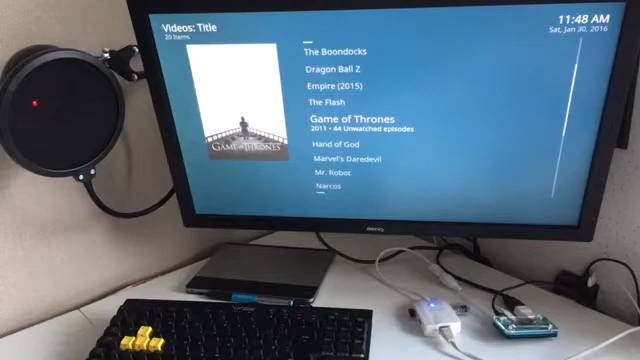 Videos: Title
20 Items
11:48 AM
Sat, Jan 30, 2016
The Boondocks
Dragon Ball Z
Empire (2015)
The Flash
Game of Thrones
2011 • 44 Unwatched episodes
Hand of God
Marvel's Daredevil
Mr. Robot
Narcos
GAME OF THRONES
BenQ